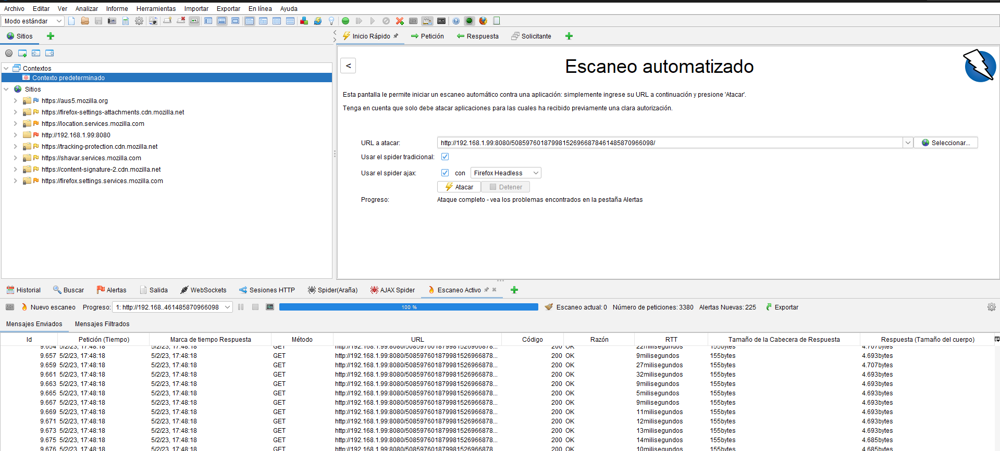 Archivo Editar Ver Analizar Informe Herramientas Importar Exportar En línea Ayuda
Modo estándar
Sitios
Inicio Rápido Petición Respuesta Solicitante
<
Escaneo automatizado
Contextos
Contexto predeterminado
Sitios
https://aus5.mozilla.org
https://firefox-settings-attachments.cdn.mozilla.net
https://location.services.mozilla.com
http://192.168.1.99:8080
https://tracking-protection.cdn.mozilla.net
https://shavar.services.mozilla.com
https://content-signature-2.cdn.mozilla.net
https://firefox.settings.services.mozilla.com
Esta pantalla le permite iniciar un escaneo automático contra una aplicación: simplemente ingrese su URL a continuación y presione 'Atacar'.
Tenga en cuenta que solo debe atacar aplicaciones para las cuales ha recibido previamente una clara autorización.
URL a atacar: http://192.168.1.99:8080/508597601879981526966878461485870966098/ Seleccionar...
Usar el spider tradicional:
Usar el spider ajax: con Firefox Headless
Atacar Detener
Progreso: Ataque completo - vea los problemas encontrados en la pestaña Alertas
Historial Buscar Alertas Salida WebSockets Sesiones HTTP Spider(Araña) AJAX Spider Escaneo Activo
Nuevo escaneo Progreso: 1: http://192.168..461485870966098 100 % Escaneo actual: 0 Número de peticiones: 3380 Alertas Nuevas: 225 Exportar
Mensajes Enviados Mensajes Filtrados
Id Petición (Tiempo) Marca de tiempo Respuesta Método URL Código Razón RTT Tamaño de la Cabecera de Respuesta Respuesta (Tamaño del cuerpo)
9.654 5/2/23, 17:48:18 5/2/23, 17:48:18 GET http://192.168.1.99:8080/5085976018799815269668​78... 200 OK 22milisegundos 155bytes 4.707bytes
9.657 5/2/23, 17:48:18 5/2/23, 17:48:18 GET http://192.168.1.99:8080/508597601879981526966878... 200 OK 9milisegundos 155bytes 4.693bytes
9.659 5/2/23, 17:48:18 5/2/23, 17:48:18 GET http://192.168.1.99:8080/508597601879981526966878... 200 OK 27milisegundos 155bytes 4.707bytes
9.661 5/2/23, 17:48:18 5/2/23, 17:48:18 GET http://192.168.1.99:8080/508597601879981526966878... 200 OK 32milisegundos 155bytes 4.693bytes
9.663 5/2/23, 17:48:18 5/2/23, 17:48:18 GET http://192.168.1.99:8080/508597601879981526966878... 200 OK 9milisegundos 155bytes 4.693bytes
9.665 5/2/23, 17:48:18 5/2/23, 17:48:18 GET http://192.168.1.99:8080/508597601879981526966878... 200 OK 5milisegundos 155bytes 4.693bytes
9.667 5/2/23, 17:48:18 5/2/23, 17:48:18 GET http://192.168.1.99:8080/508597601879981526966878... 200 OK 9milisegundos 155bytes 4.693bytes
9.669 5/2/23, 17:48:18 5/2/23, 17:48:18 GET http://192.168.1.99:8080/508597601879981526966878... 200 OK 11milisegundos 155bytes 4.693bytes
9.671 5/2/23, 17:48:18 5/2/23, 17:48:18 GET http://192.168.1.99:8080/508597601879981526966878... 200 OK 12milisegundos 155bytes 4.693bytes
9.673 5/2/23, 17:48:18 5/2/23, 17:48:18 GET http://192.168.1.99:8080/508597601879981526966878... 200 OK 13milisegundos 155bytes 4.693bytes
9.675 5/2/23, 17:48:18 5/2/23, 17:48:18 GET http://192.168.1.99:8080/508597601879981526966878... 200 OK 14milisegundos 155bytes 4.685bytes
9.676 5/2/23, 17:48:18 5/2/23, 17:48:18 GET http://192.168.1.99:8080/508597601879981526966878... 200 OK 10milisegundos 155bytes 4.685bytes